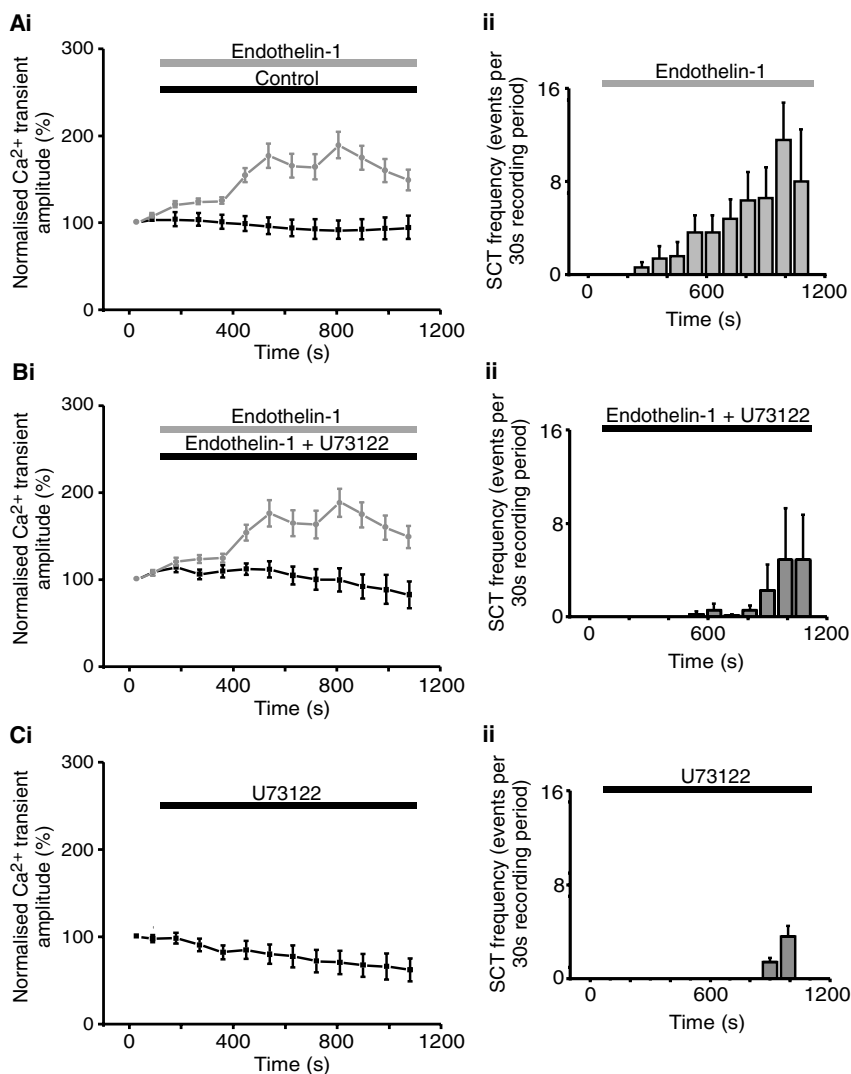 Ai
300
200
100
0
Normalised Ca2+ transient
amplitude (%)
Endothelin-1
Control
0 400 800 1200
Time (s)
ii
16
8
0
SCT frequency (events per
30s recording period)
Endothelin-1
0 600 1200
Time (s)
Bi
300
200
100
0
Normalised Ca2+ transient
amplitude (%)
Endothelin-1
Endothelin-1 + U73122
0 400 800 1200
Time (s)
ii
16
8
0
SCT frequency (events per
30s recording period)
Endothelin-1 + U73122
0 600 1200
Time (s)
Ci
300
200
100
0
Normalised Ca2+ transient
amplitude (%)
U73122
0 400 800 1200
Time (s)
ii
16
8
0
SCT frequency (events per
30s recording period)
U73122
0 600 1200
Time (s)